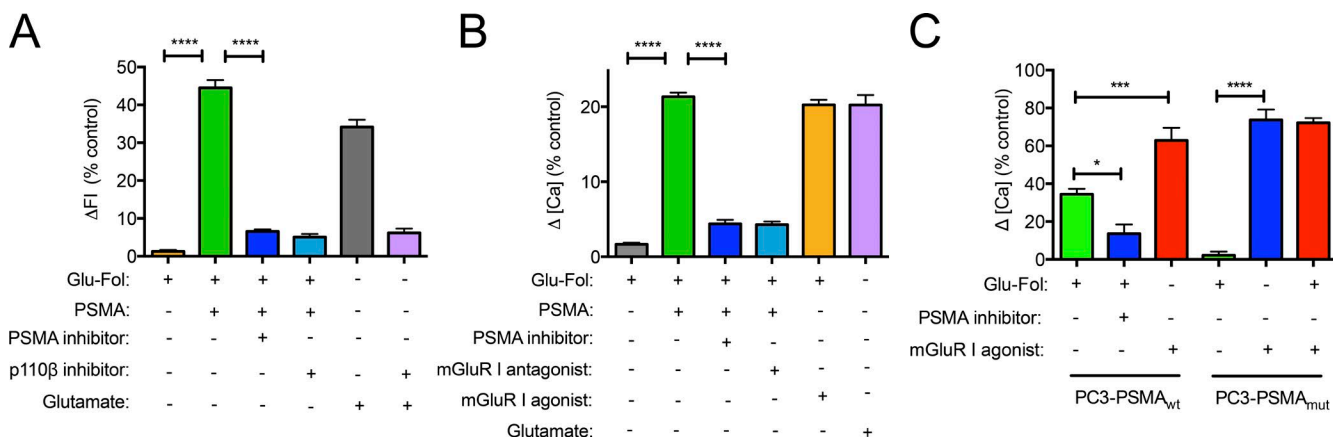 A
**** ****
50
40
30
20
10
0
ΔFI (% control)
Glu-Fol: + + + + - -
PSMA: - + + + - -
PSMA inhibitor: - - + - - -
p110β inhibitor: - - - + - +
Glutamate: - - - - + +
B
**** ****
20
10
0
Δ [Ca] (% control)
Glu-Fol: + + + + + -
PSMA: - + + + - -
PSMA inhibitor: - - + - - -
mGluR I antagonist: - - - + - -
mGluR I agonist: - - - - + -
Glutamate: - - - - - +
C
100
80
60
40
20
0
Δ [Ca] (% control)
*** ****
*
Glu-Fol: + + - + - +
PSMA inhibitor: - + - - - -
mGluR I agonist: - - + - + +
PC3-PSMAwt PC3-PSMAmut